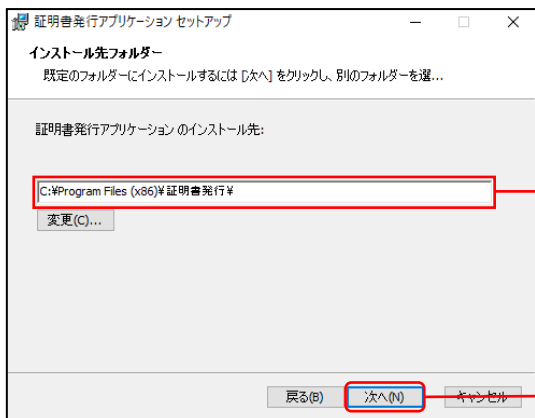 証明書発行アプリケーション セットアップ
インストール先フォルダー
既定のフォルダーにインストールするには [次へ] をクリックし、別のフォルダーを選...
証明書発行アプリケーション のインストール先:
C:¥Program Files (x86)¥証明書発行¥
変更(C)...
戻る(B) 次へ(N) キャンセル